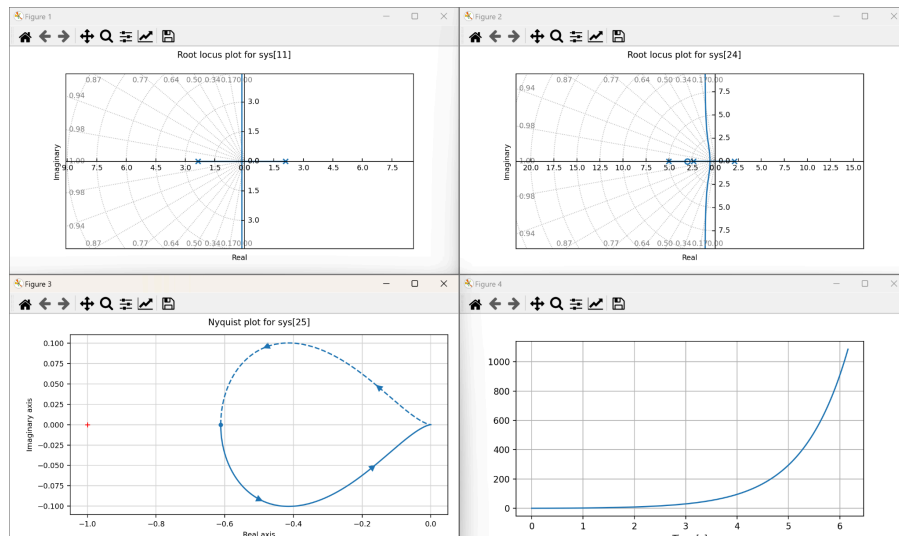 Figure 1
Root locus plot for sys[11]
0.87 0.77 0.64 0.50 0.34 0.17 0.00
0.94
3.0
0.98
1.5
Imaginary
1.00
0.0
9.0 7.5 6.0 4.5 3.0 1.5 0.0 1.5 3.0 4.5 6.0 7.5
1.5
0.98
3.0
0.94
0.87 0.77 0.64 0.50 0.34 0.17 0.00
Real
Figure 2
Root locus plot for sys[24]
0.87 0.77 0.64 0.50 0.34 0.17 0.00
7.5
0.94
5.0
0.98
2.5
Imaginary
1.00
0.0
20.0 17.5 15.0 12.5 10.0 7.5 5.0 2.5 0.0 2.5 5.0 7.5 10.0 12.5 15.0
2.5
0.98
5.0
0.94
7.5
0.87 0.77 0.64 0.50 0.34 0.17 0.00
Real
Figure 3
Nyquist plot for sys[25]
0.100
0.075
0.050
0.025
0.000
−0.025
−0.050
−0.075
−0.100
Imaginary axis
−1.0 −0.8 −0.6 −0.4 −0.2 0.0
Real axis
Figure 4
1000
800
600
400
200
0
0 1 2 3 4 5 6